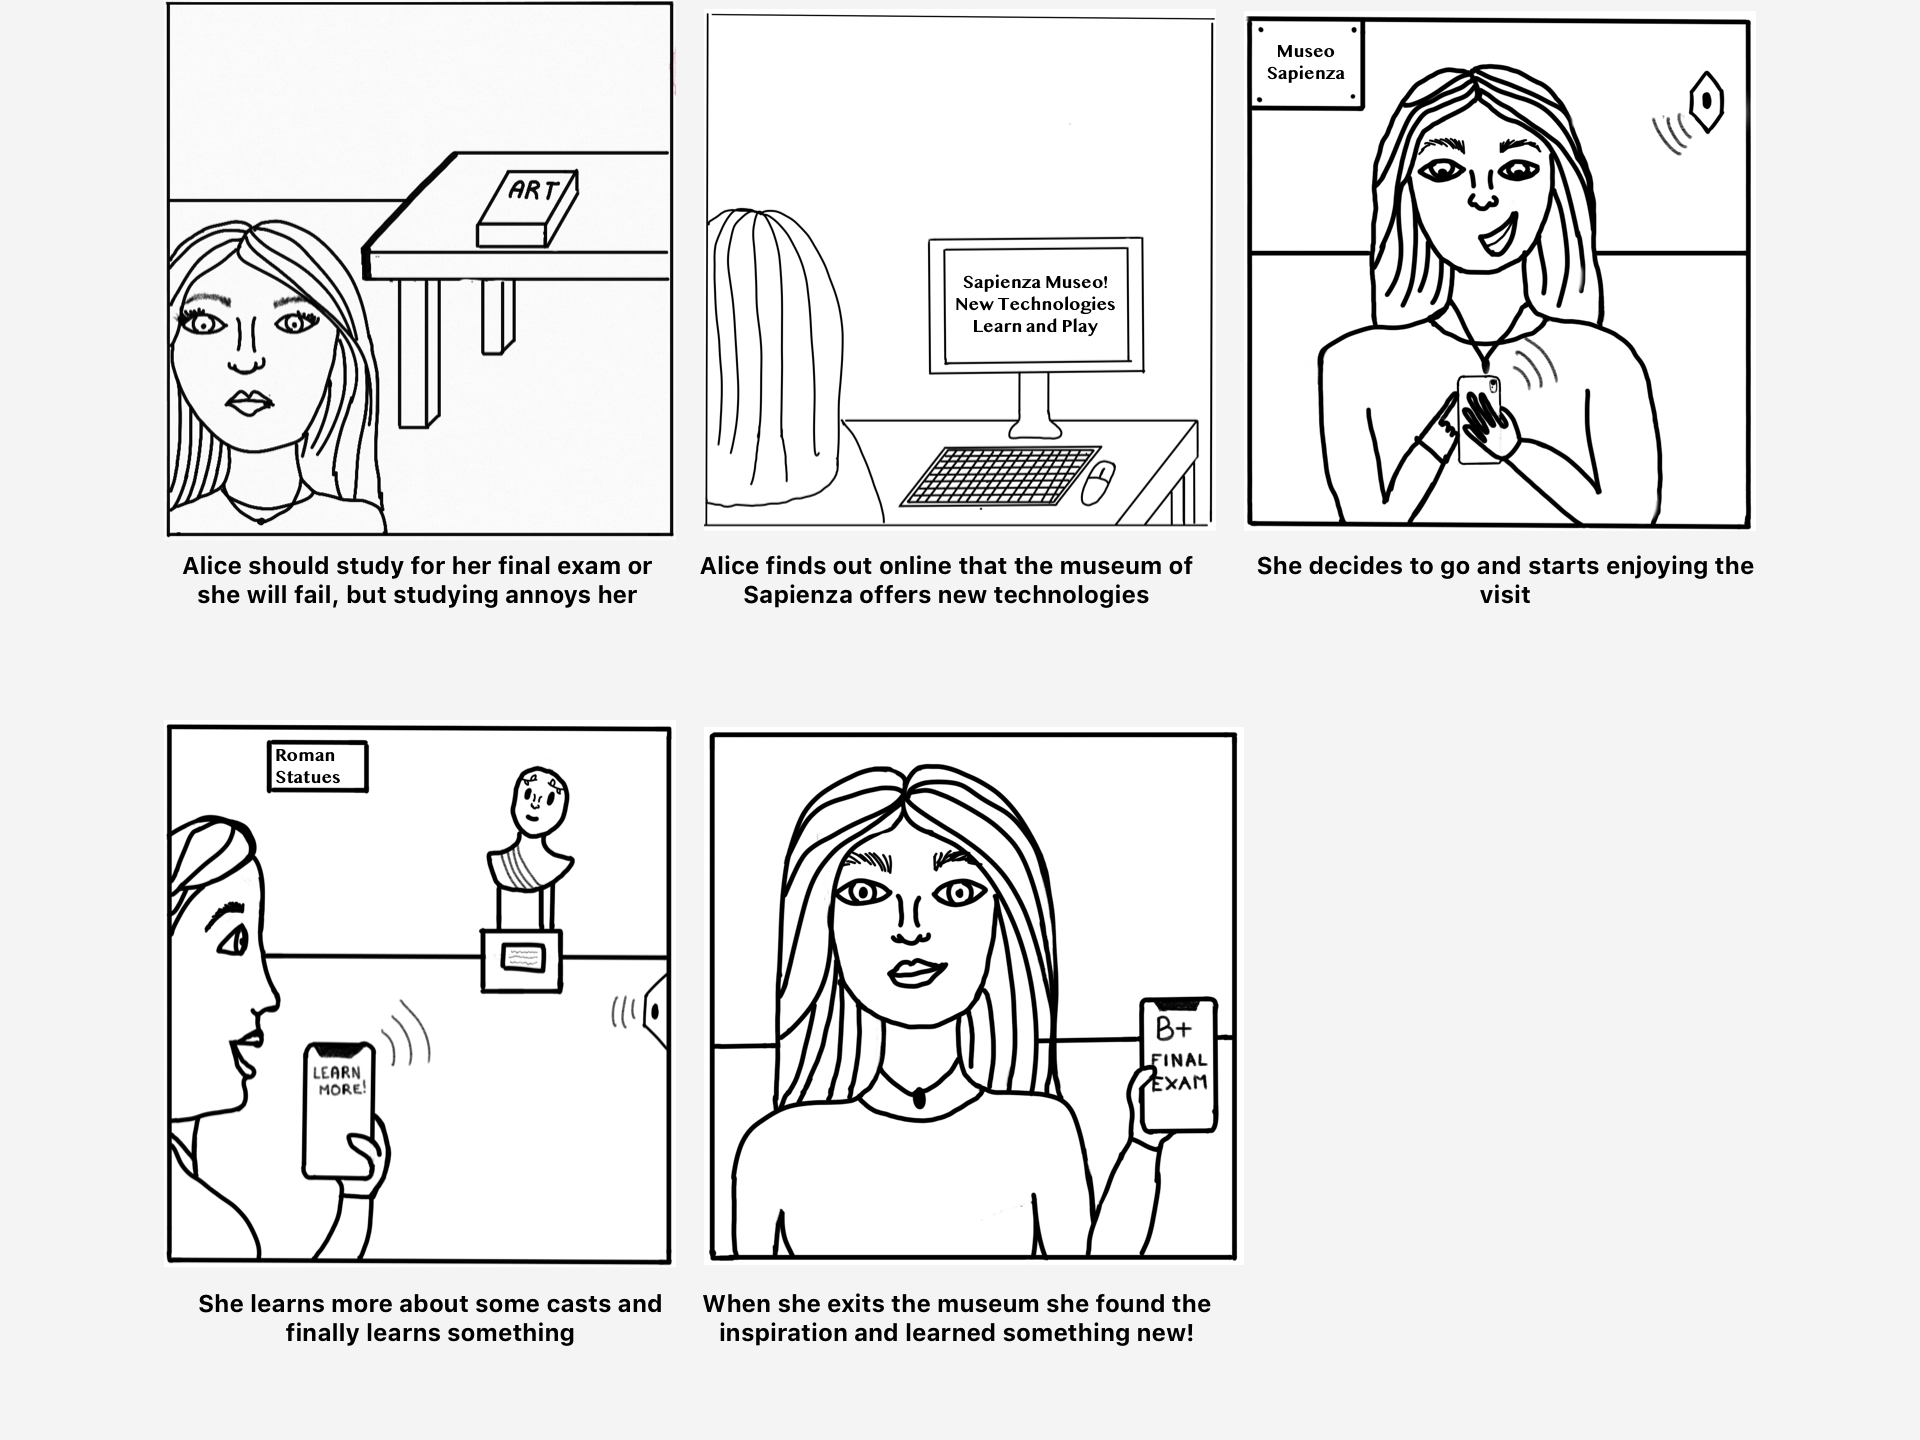 ART
Sapienza Museo!
New Technologies
Learn and Play
Museo
Sapienza
Alice should study for her final exam or
she will fail, but studying annoys her
Alice finds out online that the museum of
Sapienza offers new technologies
She decides to go and starts enjoying the
visit
Roman
Statues
LEARN
MORE!
B+
FINAL
EXAM
She learns more about some casts and
finally learns something
When she exits the museum she found the
inspiration and learned something new!